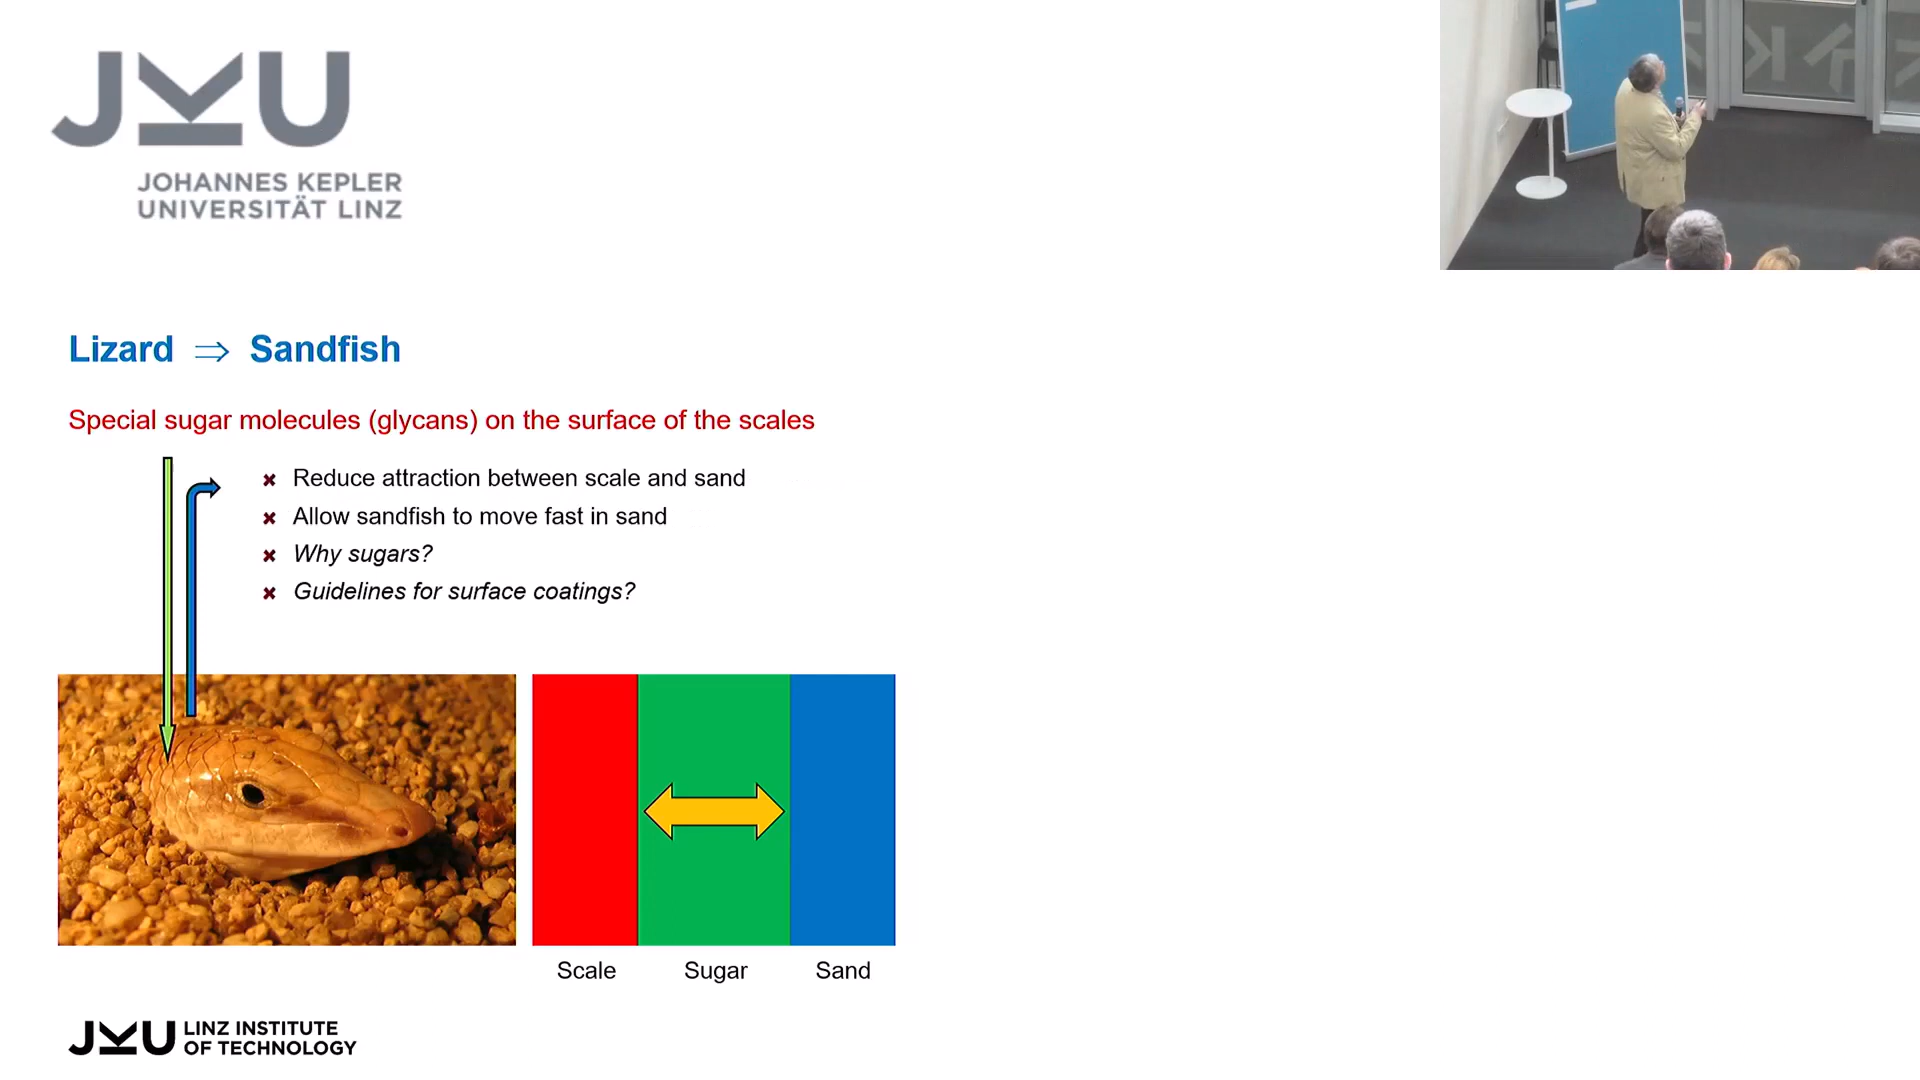 JKU
JOHANNES KEPLER
UNIVERSITÄT LINZ
Lizard ⇒ Sandfish
Special sugar molecules (glycans) on the surface of the scales
✖ Reduce attraction between scale and sand
✖ Allow sandfish to move fast in sand
✖ Why sugars?
✖ Guidelines for surface coatings?
Scale Sugar Sand
JKU LINZ INSTITUTE
OF TECHNOLOGY